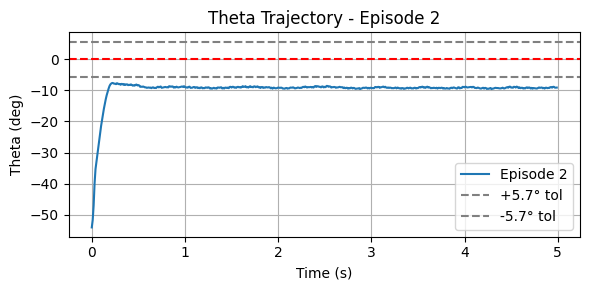 Theta Trajectory - Episode 2
Theta (deg)
0
−10
−20
−30
−40
−50
Episode 2
+5.7° tol
-5.7° tol
0
1
2
3
4
5
Time (s)